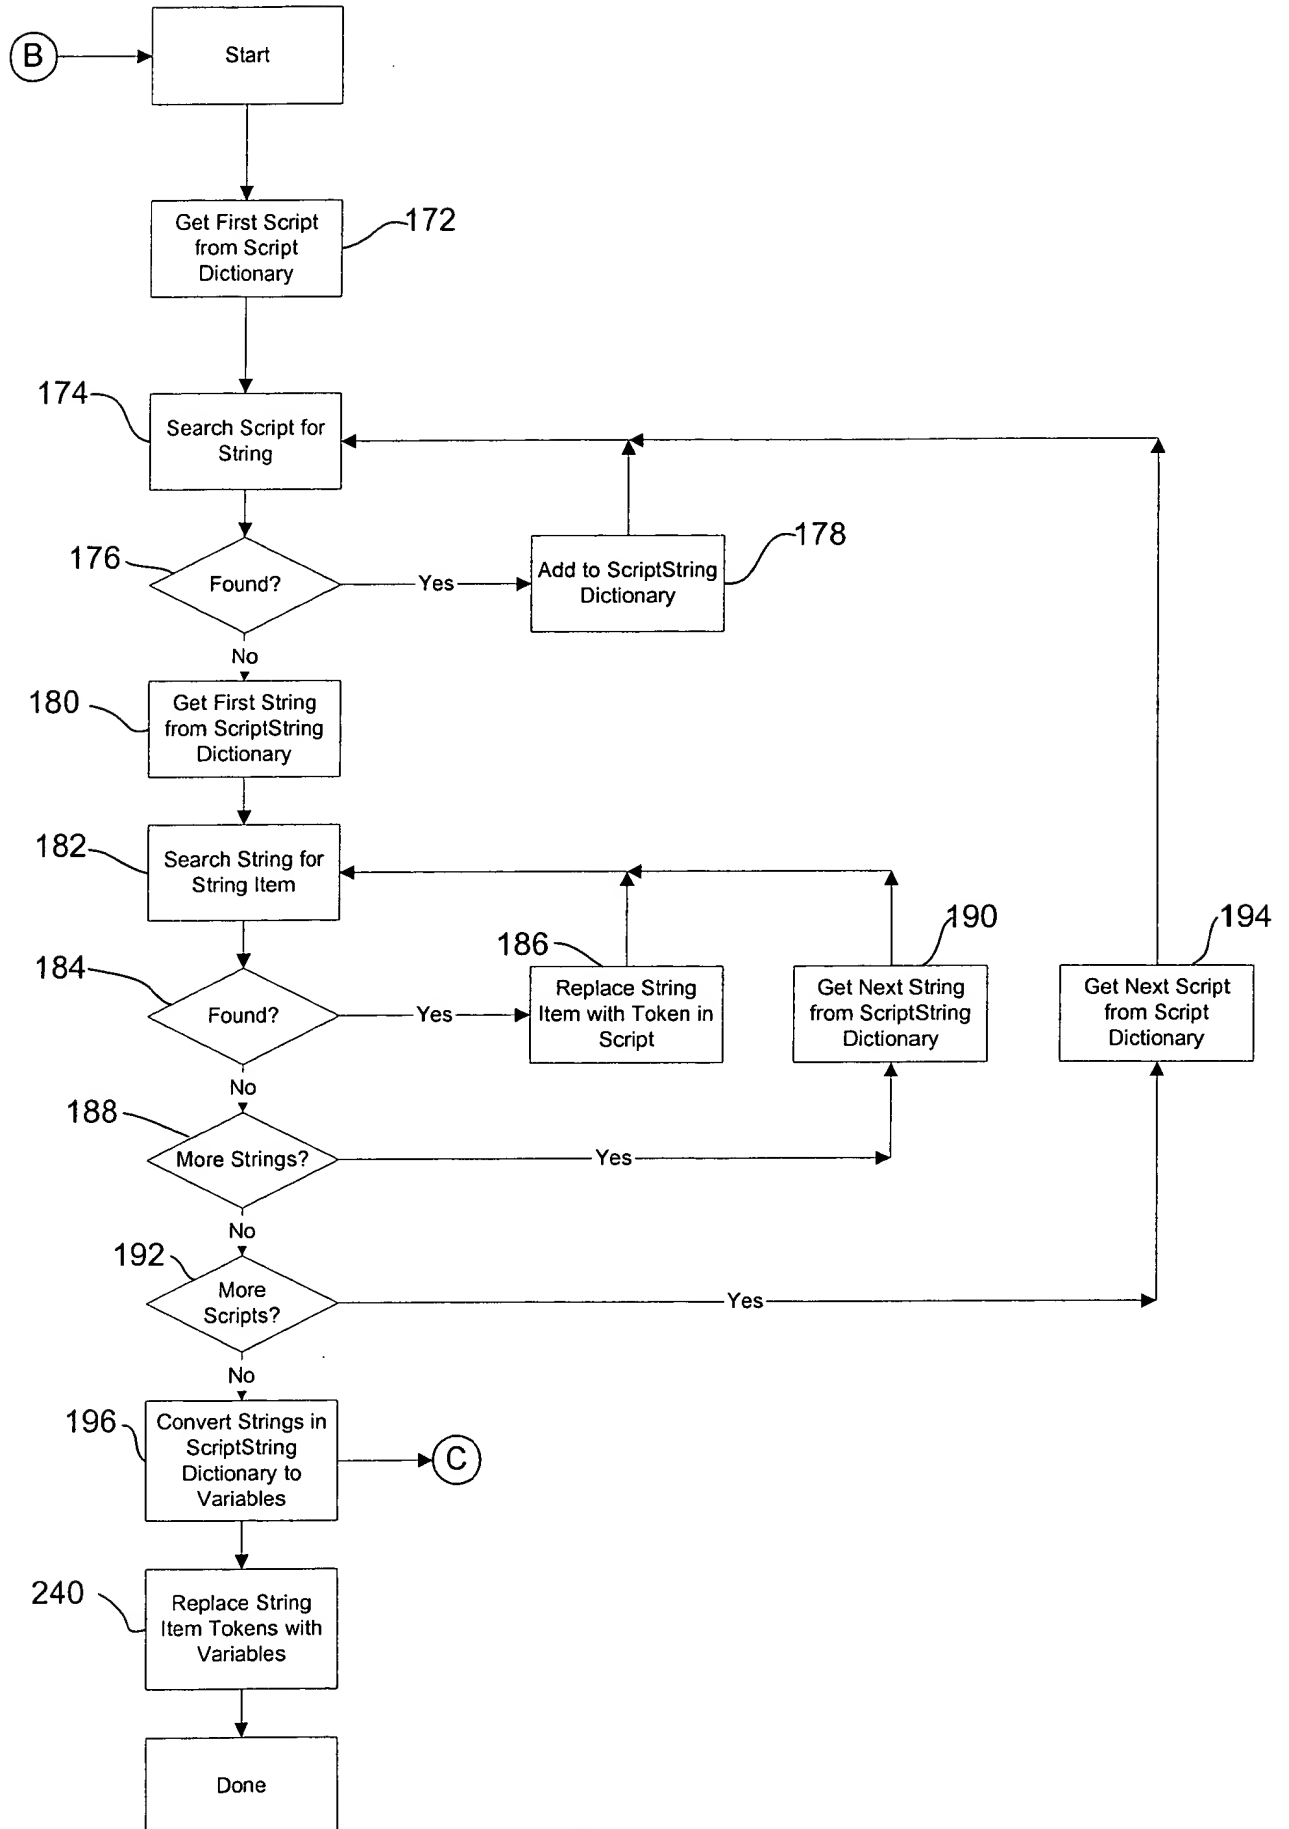 B
Start
Get First Script
from Script
Dictionary
172
174
Search Script for
String
176
Found?
Yes
Add to ScriptString
Dictionary
178
No
180
Get First String
from ScriptString
Dictionary
182
Search String for
String Item
184
Found?
Yes
186
Replace String
Item with Token in
Script
190
Get Next String
from ScriptString
Dictionary
194
Get Next Script
from Script
Dictionary
No
188
More Strings?
Yes
No
192
More
Scripts?
Yes
No
196
Convert Strings in
ScriptString
Dictionary to
Variables
C
240
Replace String
Item Tokens with
Variables
Done